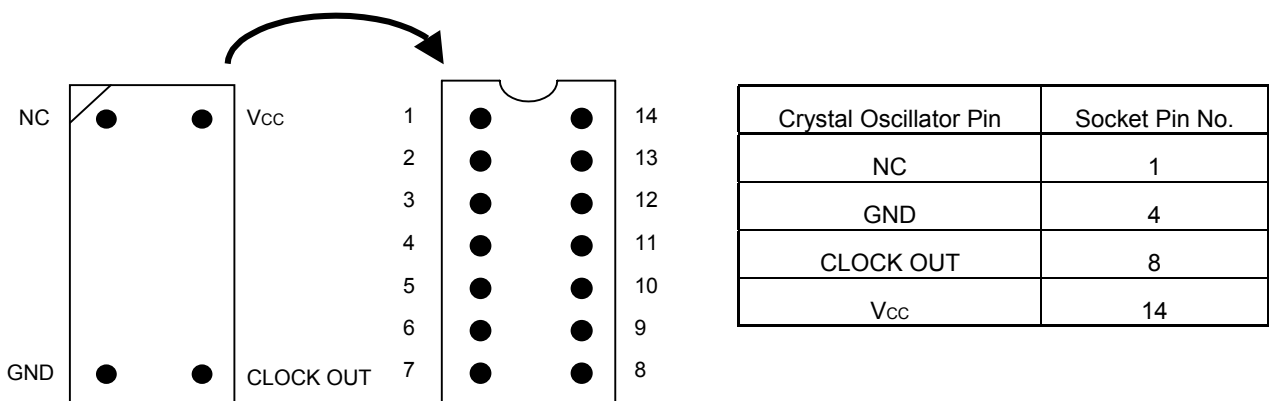 NC
Vcc
GND
CLOCK OUT
1
2
3
4
5
6
7
14
13
12
11
10
9
8
Crystal Oscillator Pin Socket Pin No.
NC 1
GND 4
CLOCK OUT 8
Vcc 14